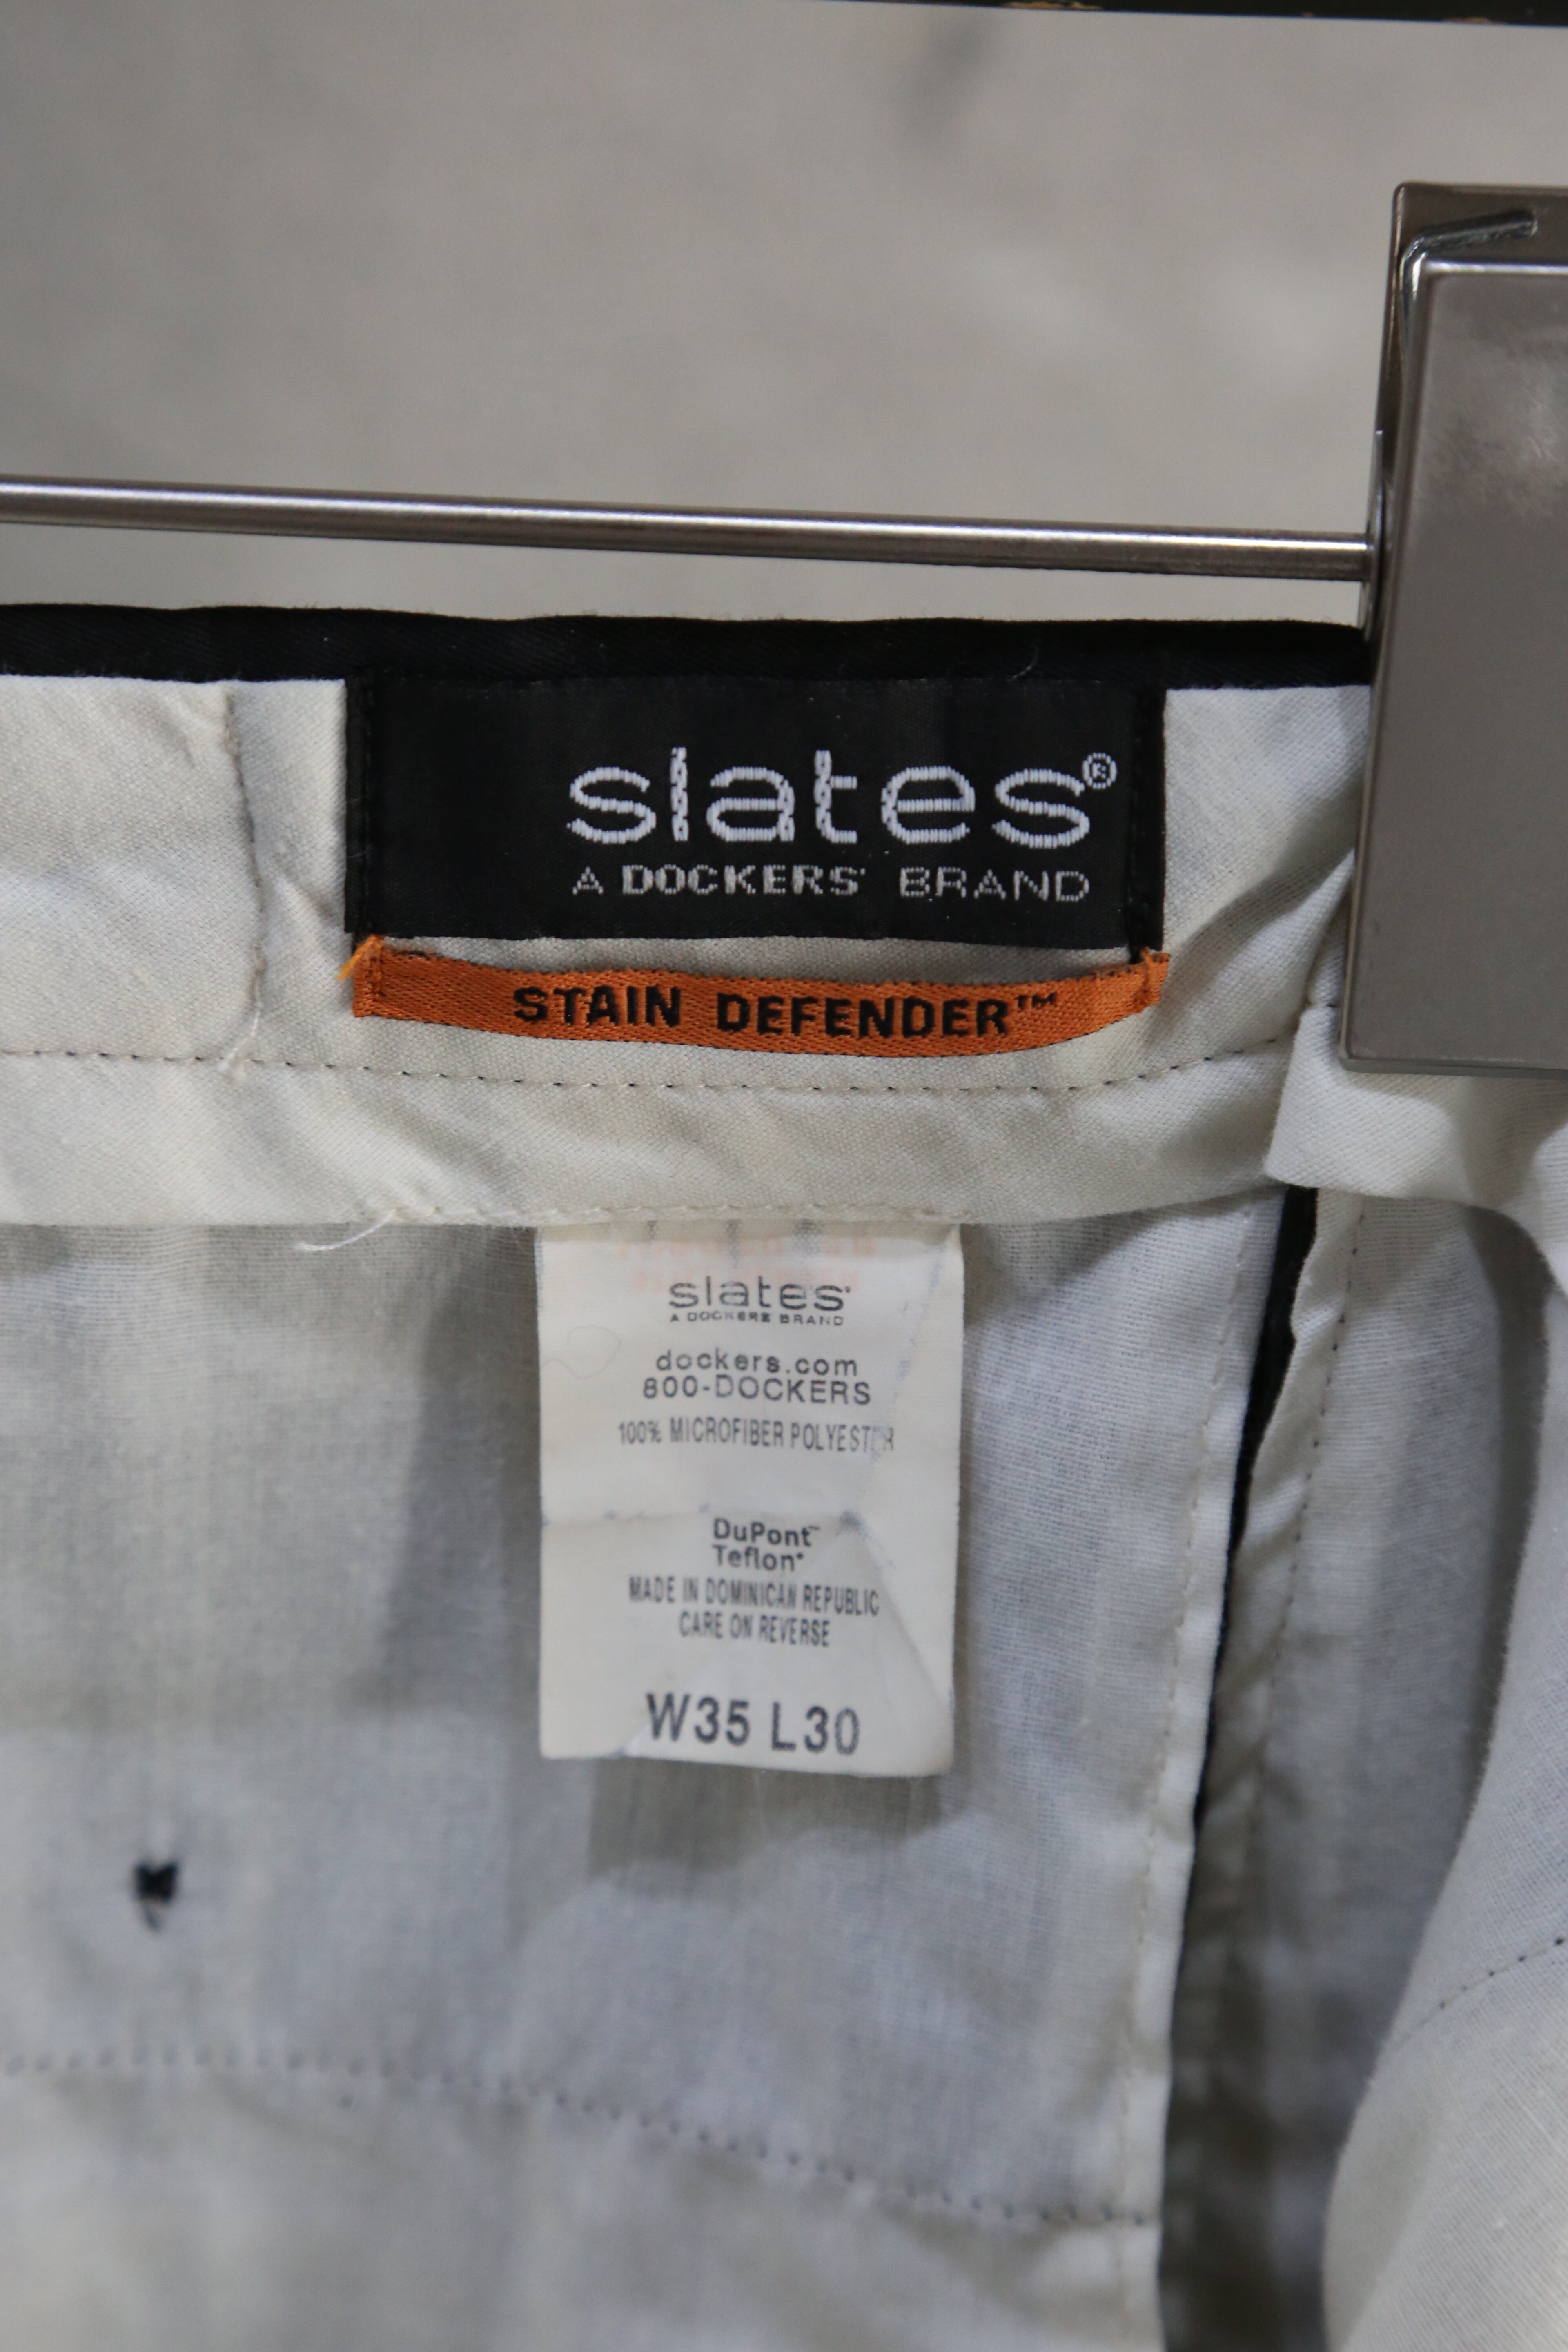 slates®
A DOCKERS® BRAND
STAIN DEFENDER™
slates®
A DOCKERS BRAND
dockers.com
800-DOCKERS
100% MICROFIBER POLYESTER
DuPont™
Teflon®
MADE IN DOMINICAN REPUBLIC
CARE ON REVERSE
W35 L30